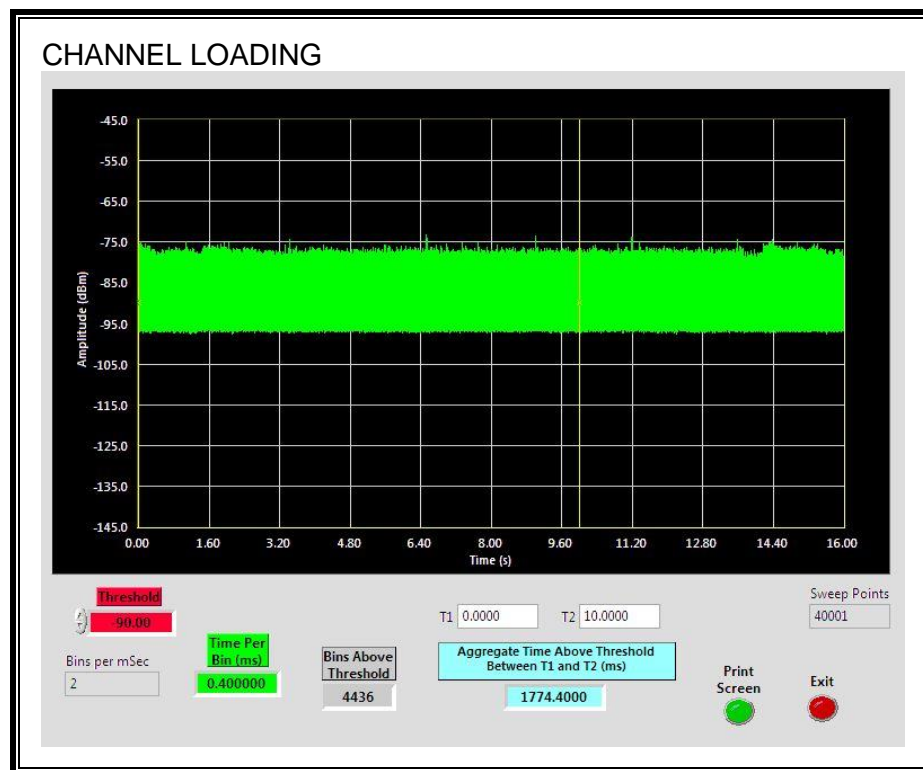 CHANNEL LOADING
-45.0
-55.0
-65.0
-75.0
-85.0
-95.0
-105.0
-115.0
-125.0
-135.0
-145.0
Amplitude (dBm)
0.00 1.60 3.20 4.80 6.40 8.00 9.60 11.20 12.80 14.40 16.00
Time (s)
Threshold
-90.00
Bins per mSec
2
Time Per
Bin (ms)
0.400000
Bins Above
Threshold
4436
T1 0.0000 T2 10.0000
Aggregate Time Above Threshold
Between T1 and T2 (ms)
1774.4000
Sweep Points
40001
Print
Screen
Exit